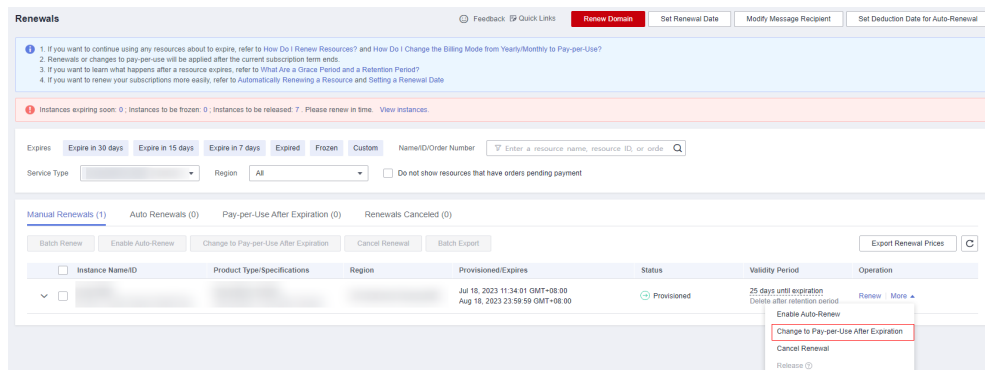 Renewals
Feedback Quick Links Renew Domain Set Renewal Date Modify Message Recipient Set Deduction Date for Auto-Renewal
1. If you want to continue using any resources about to expire, refer to How Do I Renew Resources? and How Do I Change the Billing Mode from Yearly/Monthly to Pay-per-Use?
2. Renewals or changes to pay-per-use will be applied after the current subscription term ends.
3. If you want to learn what happens after a resource expires, refer to What Are a Grace Period and a Retention Period?
4. If you want to renew your subscriptions more easily, refer to Automatically Renewing a Resource and Setting a Renewal Date
Instances expiring soon: 0 ; Instances to be frozen: 0 ; Instances to be released: 7 . Please renew in time. View instances.
Expires Expire in 30 days Expire in 15 days Expire in 7 days Expired Frozen Custom Name/ID/Order Number Enter a resource name, resource ID, or orde
Service Type Region All Do not show resources that have orders pending payment
Manual Renewals (1) Auto Renewals (0) Pay-per-Use After Expiration (0) Renewals Canceled (0)
Batch Renew Enable Auto-Renew Change to Pay-per-Use After Expiration Cancel Renewal Batch Export Export Renewal Prices
Instance Name/ID Product Type/Specifications Region Provisioned/Expires Status Validity Period Operation
Jul 18, 2023 11:34:01 GMT+08:00
Aug 18, 2023 23:59:59 GMT+08:00
Provisioned
25 days until expiration
Delete after retention period
Renew More
Enable Auto-Renew
Change to Pay-per-Use After Expiration
Cancel Renewal
Release